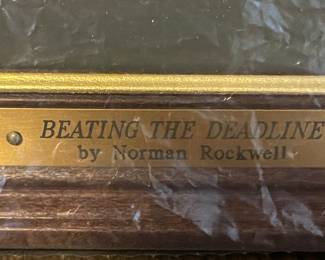 BEATING THE DEADLINE
by Norman Rockwell